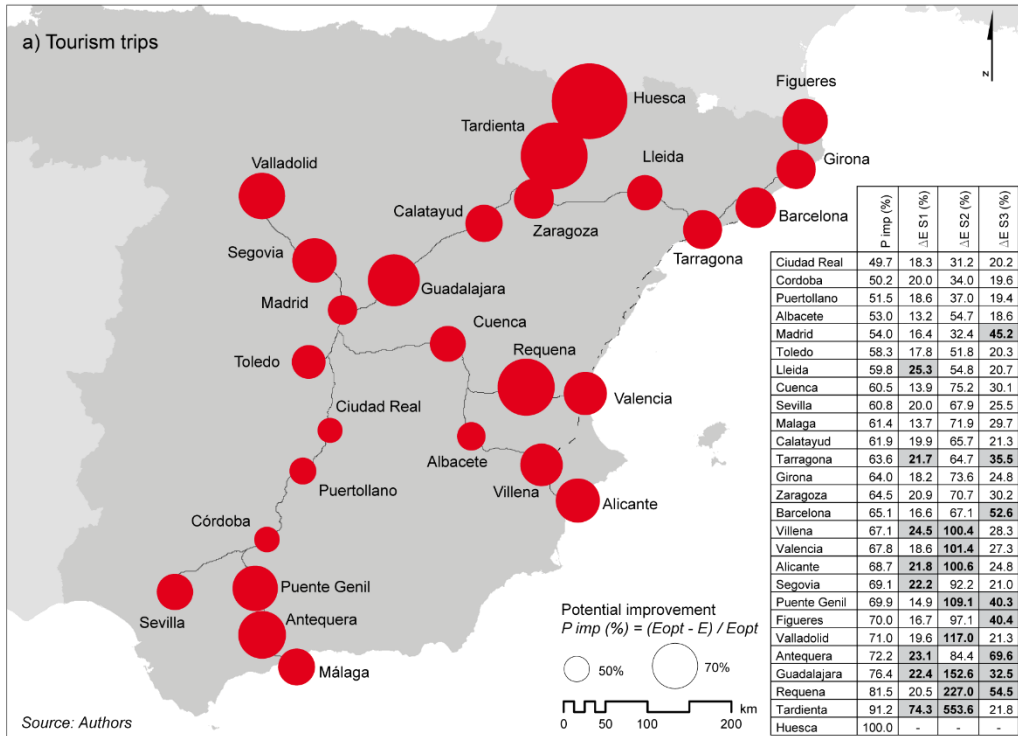 a) Tourism trips
N
Figueres
Huesca
Tardienta
Lleida
Girona
Valladolid
Calatayud
Zaragoza
Barcelona
Segovia
Tarragona
Guadalajara
Madrid
Cuenca
Requena
Toledo
Valencia
Ciudad Real
Albacete
Villena
Puertollano
Alicante
Córdoba
Puente Genil
Sevilla
Antequera
Málaga
Potential improvement
P imp (%) = (Eopt - E) / Eopt
50%
70%
km
0 50 100 200
Source: Authors
P imp (%) △E S1 (%) △E S2 (%) △E S3 (%)
Ciudad Real 49.7 18.3 31.2 20.2
Cordoba 50.2 20.0 34.0 19.6
Puertollano 51.5 18.6 37.0 19.4
Albacete 53.0 13.2 54.7 18.6
Madrid 54.0 16.4 32.4 45.2
Toledo 58.3 17.8 51.8 20.3
Lleida 59.8 25.3 54.8 20.7
Cuenca 60.5 13.9 75.2 30.1
Sevilla 60.8 20.0 67.9 25.5
Malaga 61.4 13.7 71.9 29.7
Calatayud 61.9 19.9 65.7 21.3
Tarragona 63.6 21.7 64.7 35.5
Girona 64.0 18.2 73.6 24.8
Zaragoza 64.5 20.9 70.7 30.2
Barcelona 65.1 16.6 67.1 52.6
Villena 67.1 24.5 100.4 28.3
Valencia 67.8 18.6 101.4 27.3
Alicante 68.7 21.8 100.6 24.8
Segovia 69.1 22.2 92.2 21.0
Puente Genil 69.9 14.9 109.1 40.3
Figueres 70.0 16.7 97.1 40.4
Valladolid 71.0 19.6 117.0 21.3
Antequera 72.2 23.1 84.4 69.6
Guadalajara 76.4 22.4 152.6 32.5
Requena 81.5 20.5 227.0 54.5
Tardienta 91.2 74.3 553.6 21.8
Huesca 100.0 - - -